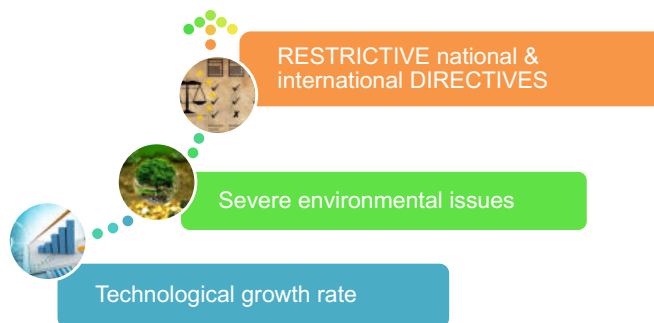 RESTRICTIVE national &
international DIRECTIVES
Severe environmental issues
Technological growth rate